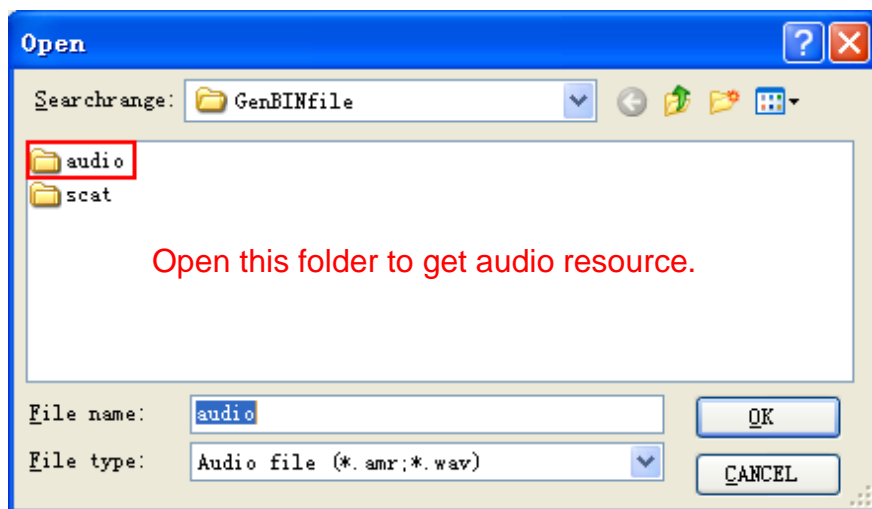 Open
Searchrange: GenBINfile
audio
scat
Open this folder to get audio resource.
File name: audio
OK
File type: Audio file (*.amr;*.wav)
CANCEL